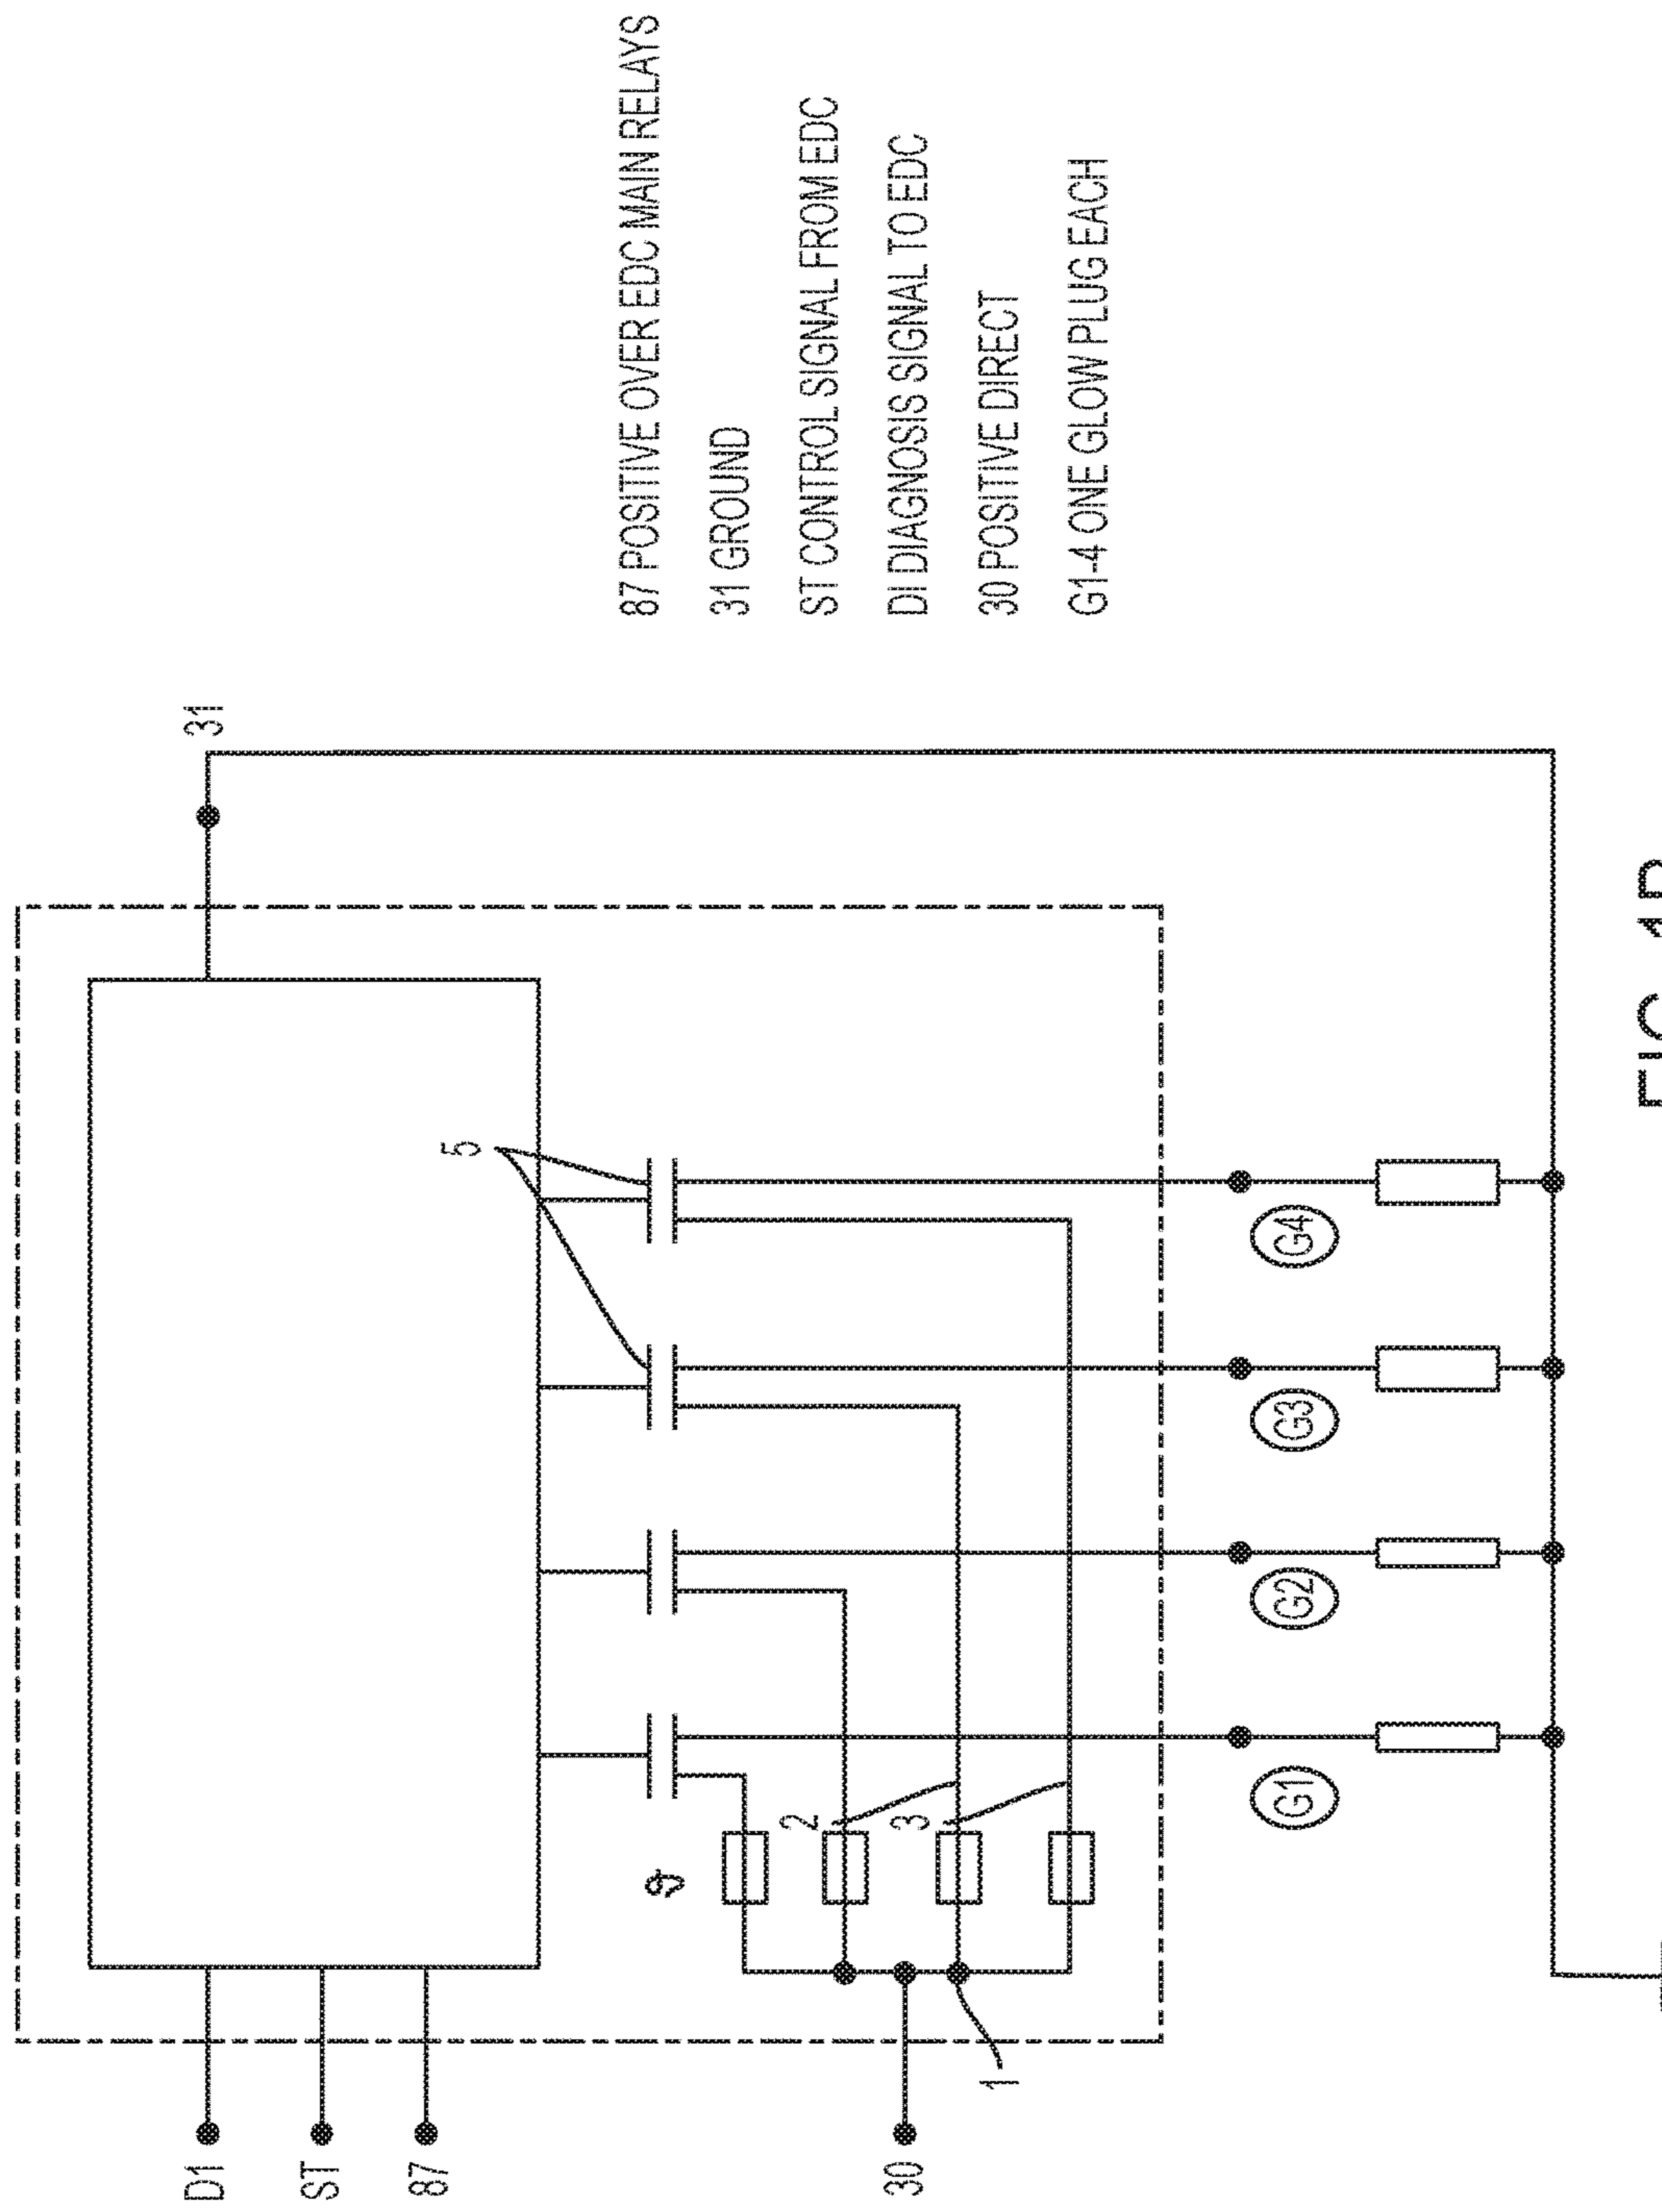 87 POSITIVE OVER EDC MAIN RELAYS
31 GROUND
ST CONTROL SIGNAL FROM EDC
DI DIAGNOSIS SIGNAL TO EDC
30 POSITIVE DIRECT
G1-4 ONE GLOW PLUG EACH
31
D1
ST
87
5
9
2
3
30
1
G1
G2
G3
G4